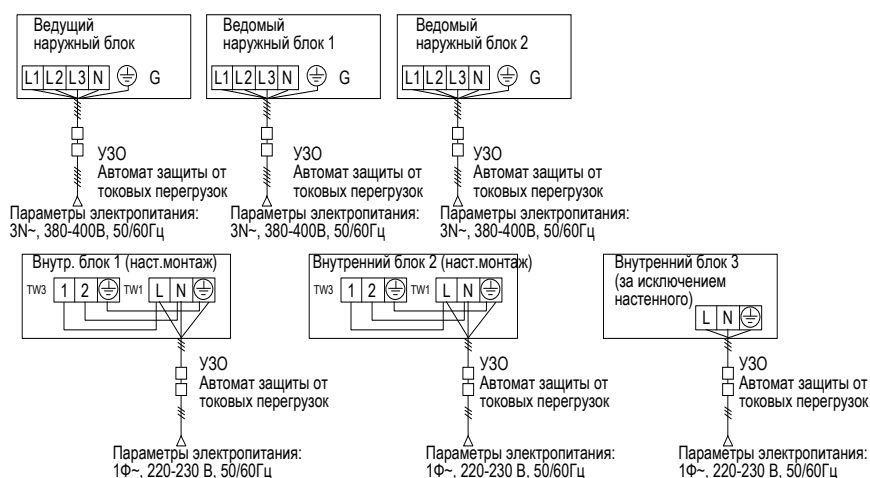 Ведущий
наружный блок
L1 L2 L3 N G
УЗО
Автомат защиты от
токовых перегрузок
Параметры электропитания:
3N~, 380-400В, 50/60Гц
Ведомый
наружный блок 1
L1 L2 L3 N G
УЗО
Автомат защиты от
токовых перегрузок
Параметры электропитания:
3N~, 380-400В, 50/60Гц
Ведомый
наружный блок 2
L1 L2 L3 N G
УЗО
Автомат защиты от
токовых перегрузок
Параметры электропитания:
3N~, 380-400В, 50/60Гц
Внутр. блок 1 (наст.монтаж)
TW3 1 2 TW1 L N
УЗО
Автомат защиты от
токовых перегрузок
Параметры электропитания:
1Ф~, 220-230 В, 50/60Гц
Внутренний блок 2 (наст.монтаж)
TW3 1 2 TW1 L N
УЗО
Автомат защиты от
токовых перегрузок
Параметры электропитания:
1Ф~, 220-230 В, 50/60Гц
Внутренний блок 3
(за исключением
настенного)
L N
УЗО
Автомат защиты от
токовых перегрузок
Параметры электропитания:
1Ф~, 220-230 В, 50/60Гц